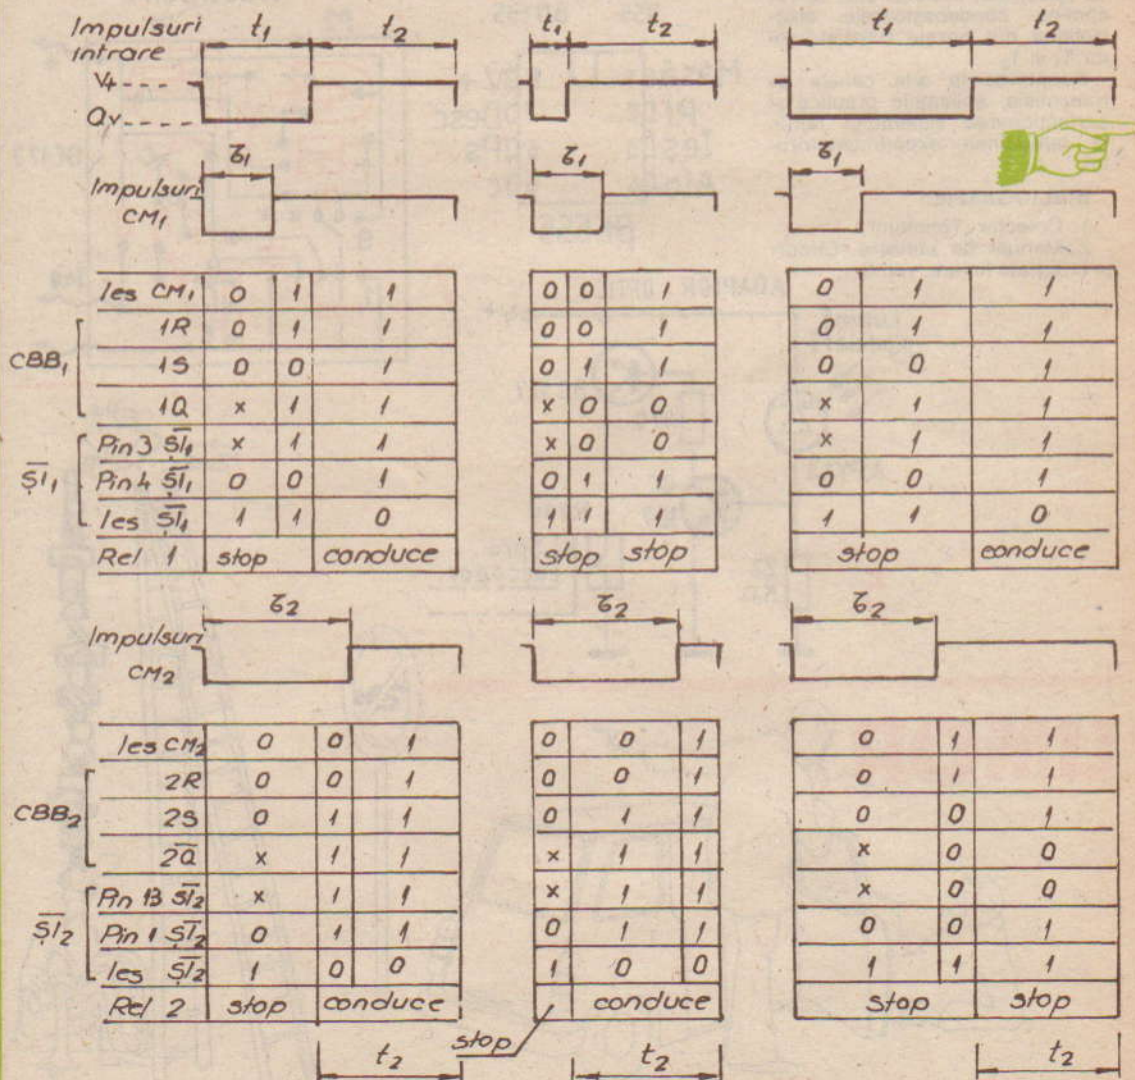 Impulsuri intrare
t₁ t₂ t₁ t₂ t₁ t₂
V+
0V
Impulsuri CM₁
τ₁ τ₁ τ₁
Ies CM₁ 0 1 1 0 0 1 0 1 1
CBB₁
1R 0 1 1 0 0 1 0 1 1
1S 0 0 1 0 1 1 0 0 1
1Q x 1 1 x 0 0 x 1 1
ȘI₁
Pin 3 ȘI₁ x 1 1 x 0 0 x 1 1
Pin 4 ȘI₁ 0 0 1 0 1 1 0 0 1
Ies ȘI₁ 1 1 0 1 1 1 1 1 0
Rel 1 stop conduce stop stop stop conduce
Impulsuri CM₂
τ₂ τ₂ τ₂
Ies CM₂ 0 0 1 0 0 1 0 1 1
CBB₂
2R 0 0 1 0 0 1 0 1 1
2S 0 1 1 0 1 1 0 0 1
2Q̅ x 1 1 x 1 1 x 0 0
ȘI₂
Pin 13 ȘI₂ x 1 1 x 1 1 x 0 0
Pin 1 ȘI₂ 0 1 1 0 1 1 0 0 1
Ies ȘI₂ 1 0 0 1 0 0 1 1 1
Rel 2 stop conduce conduce stop stop
stop
t₂ t₂ t₂